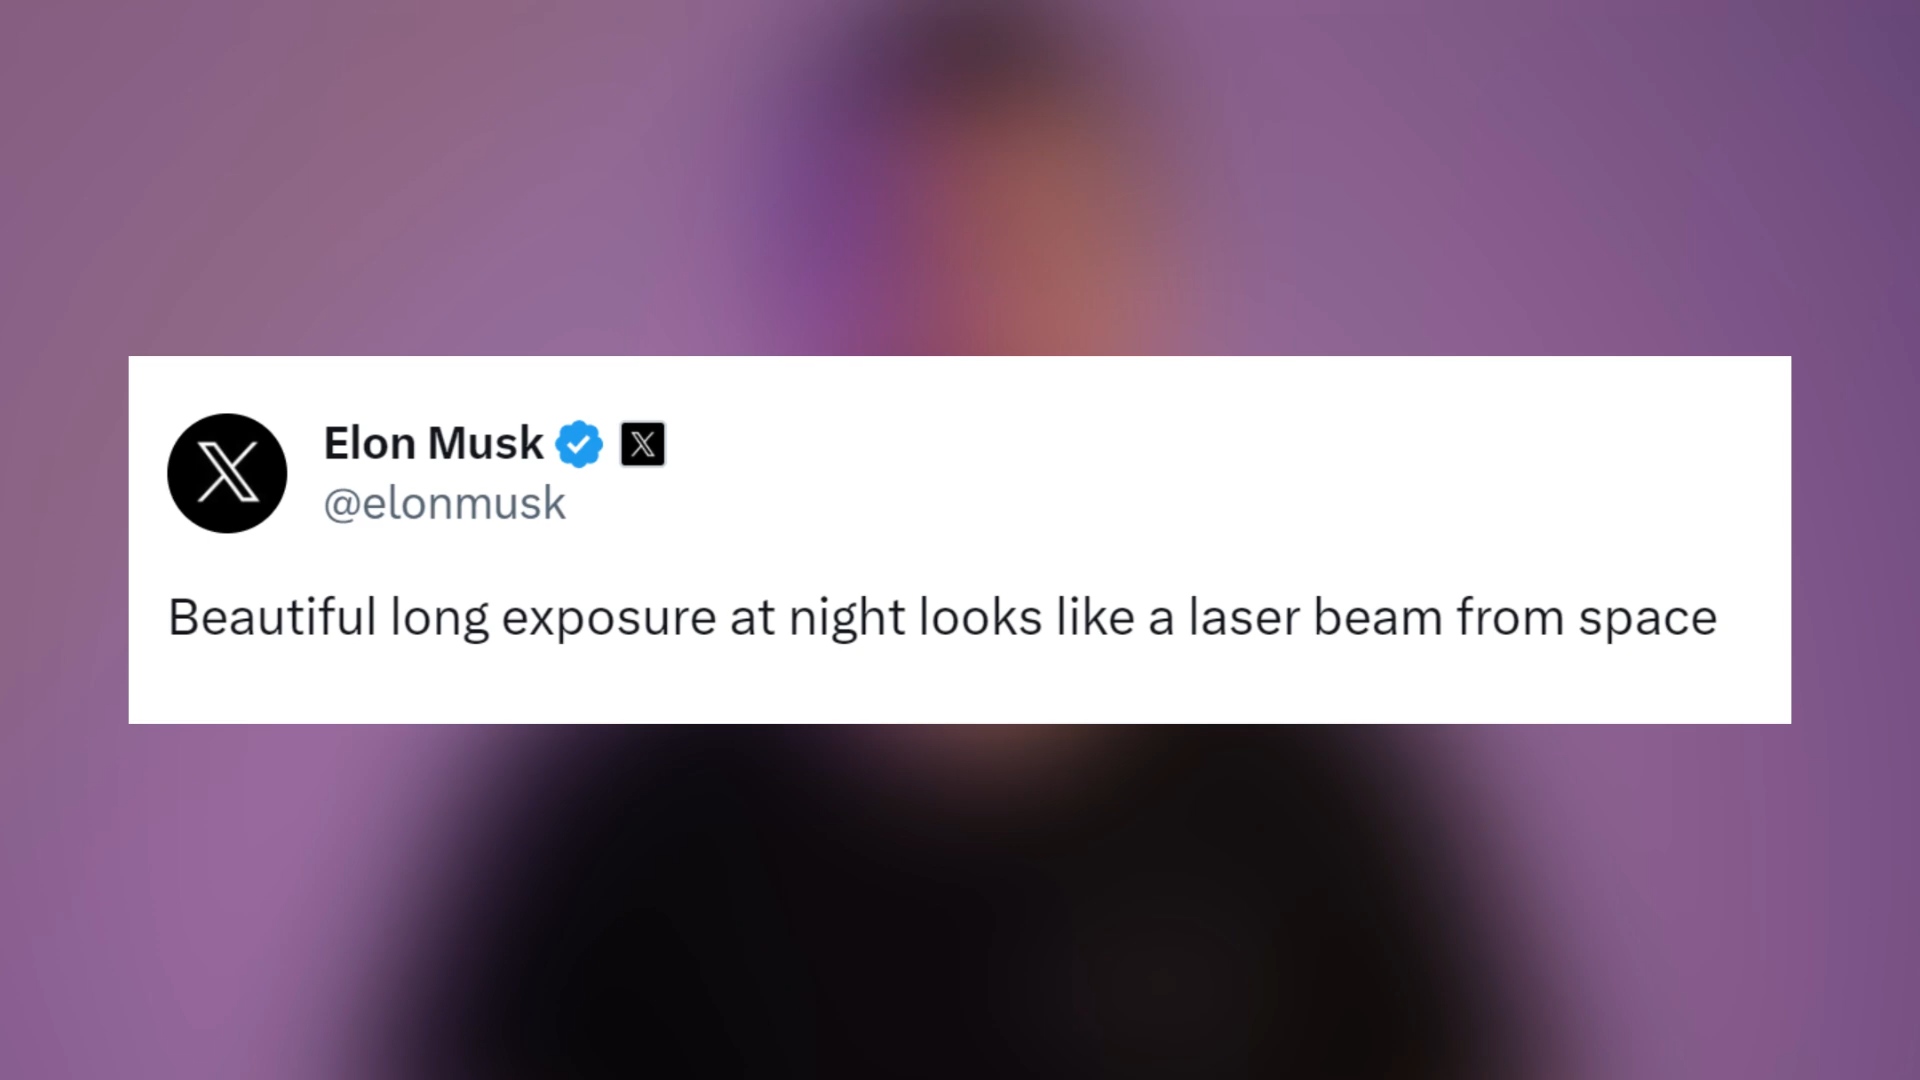 Elon Musk
@elonmusk
Beautiful long exposure at night looks like a laser beam from space